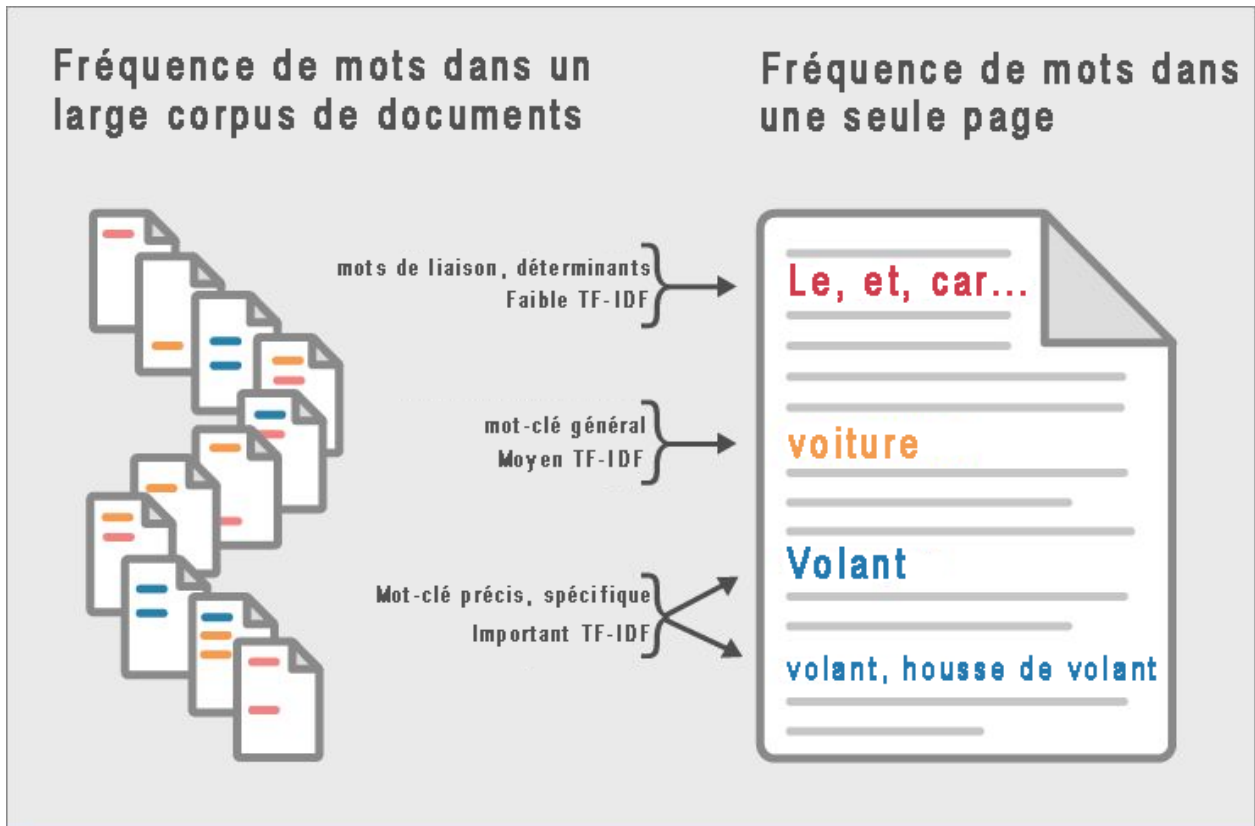 Fréquence de mots dans un
large corpus de documents
Fréquence de mots dans
une seule page
mots de liaison, déterminants
Faible TF-IDF
Le, et, car...
mot-clé général
Moyen TF-IDF
voiture
Mot-clé précis, spécifique
Important TF-IDF
Volant
volant, housse de volant